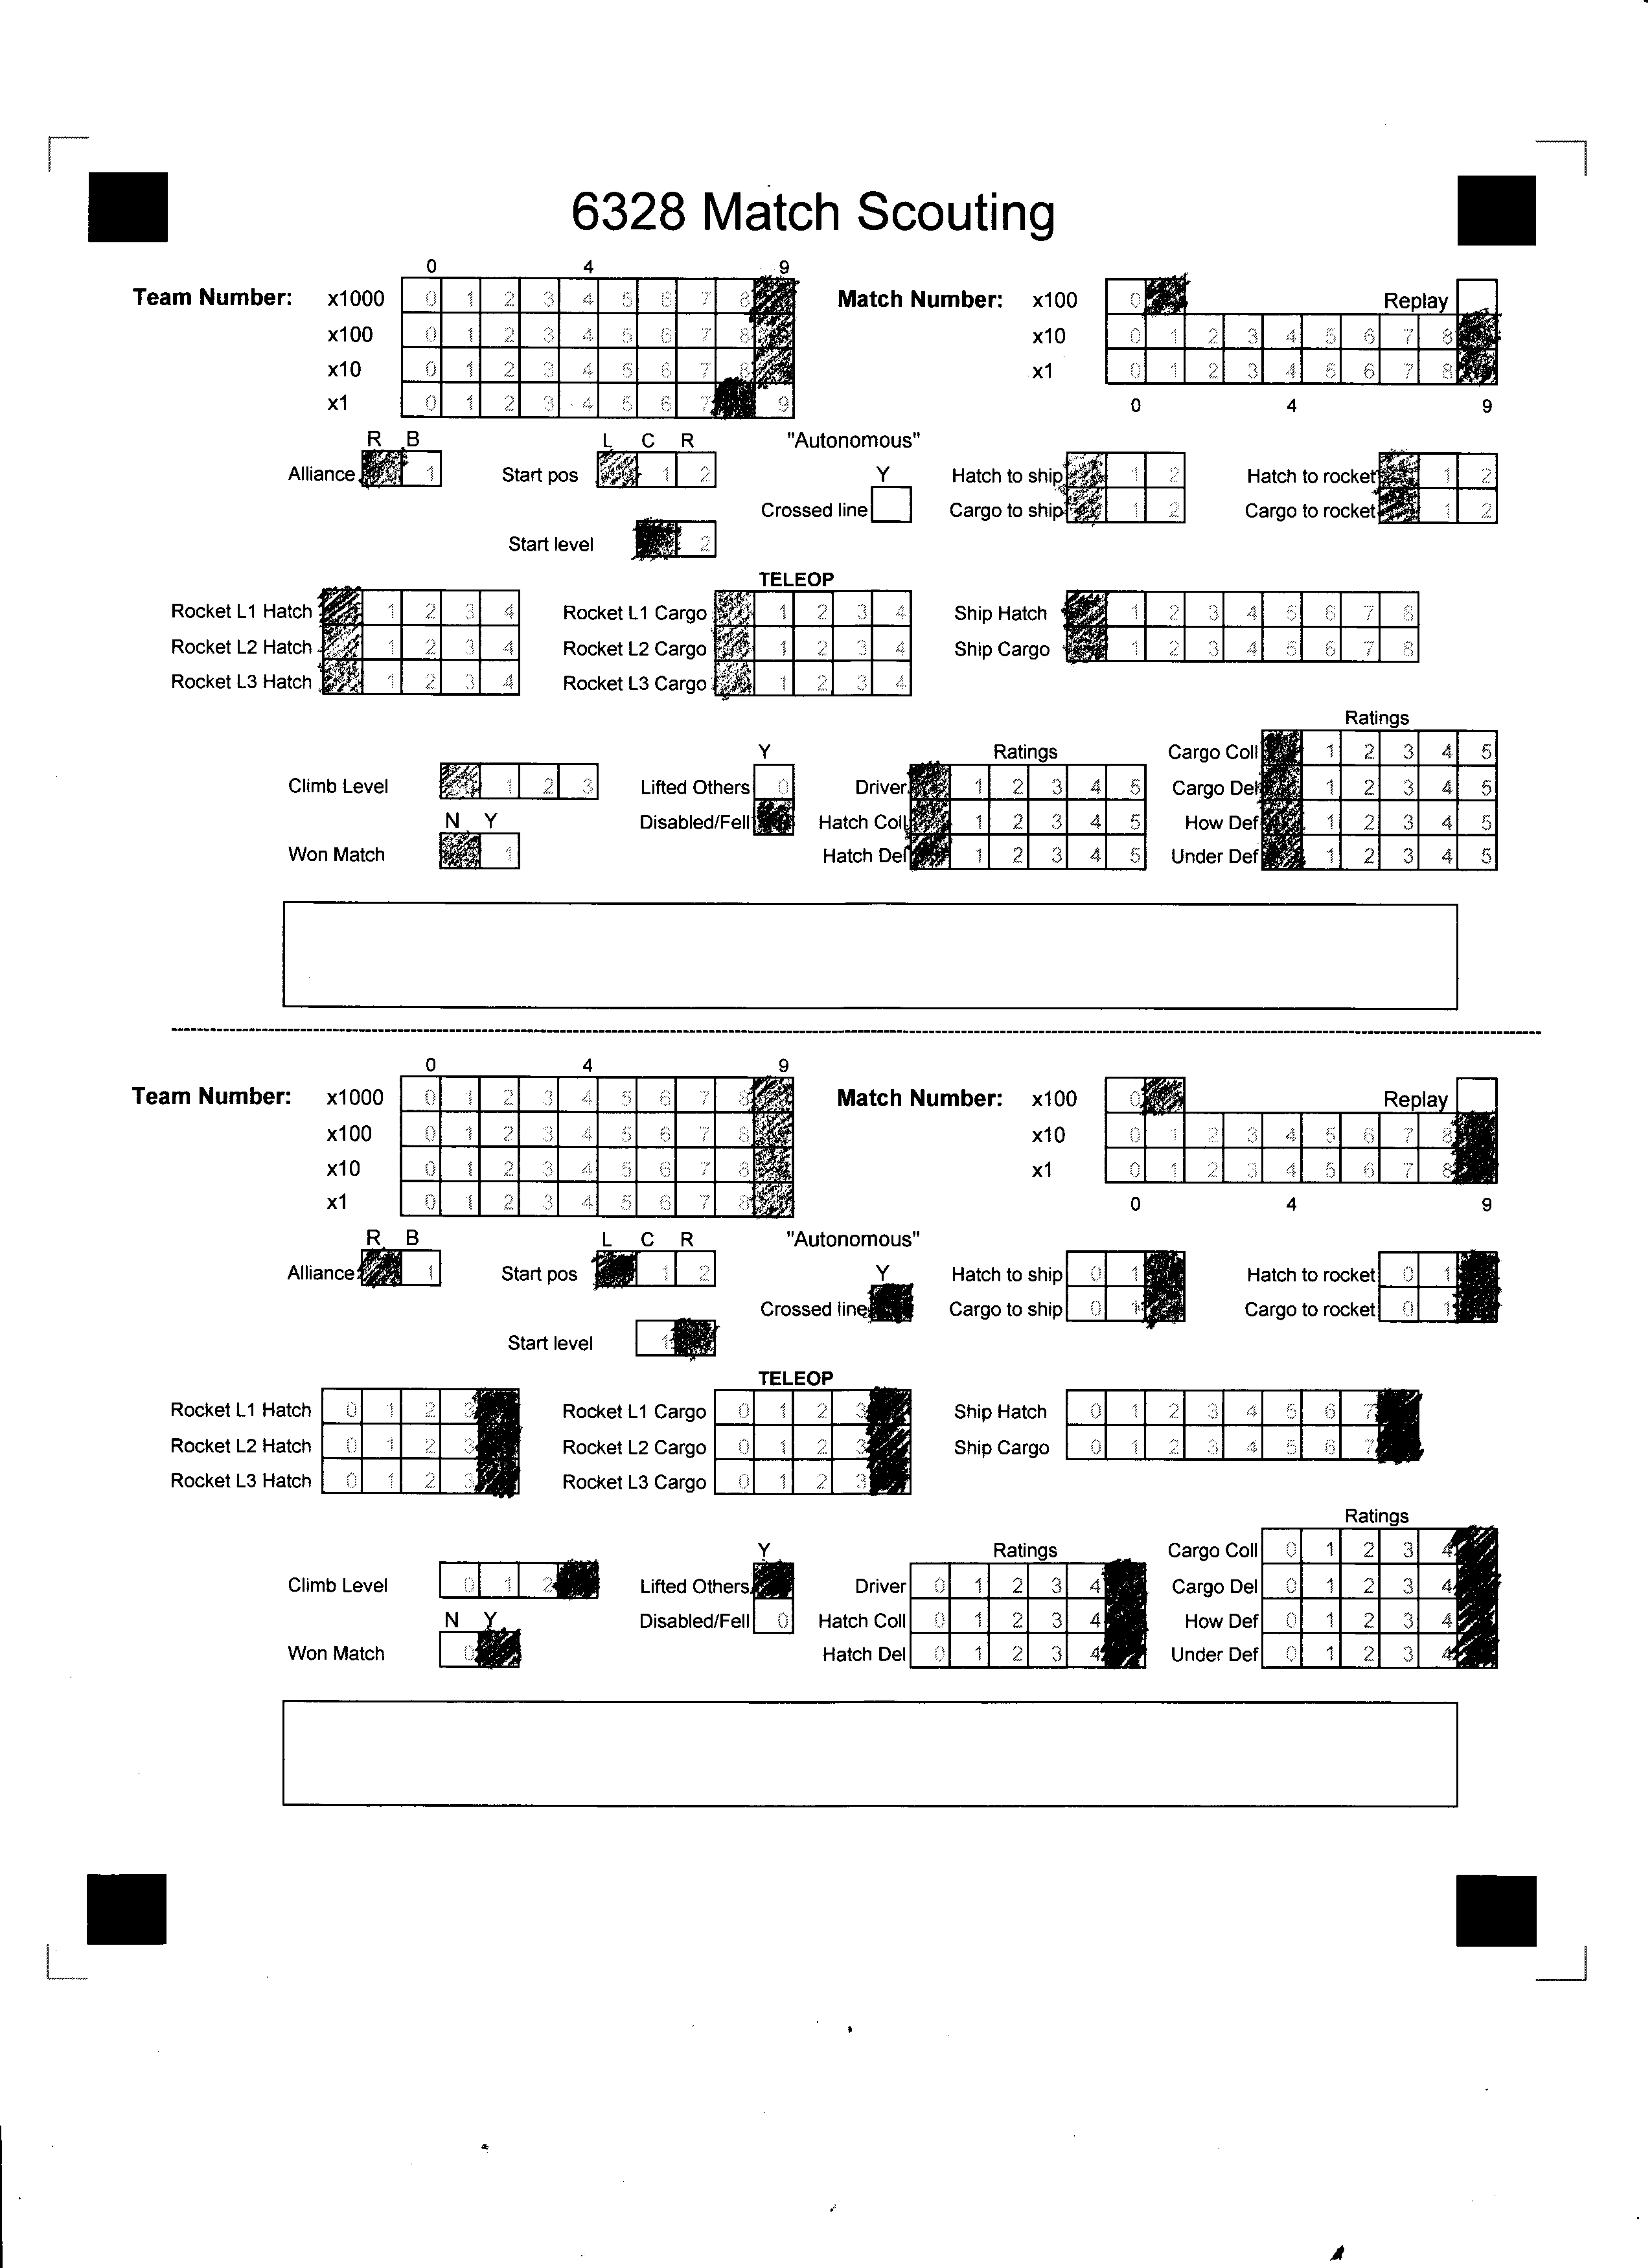 6328 Match Scouting
0 4 9
Team Number: x1000 0 1 2 3 4 5 6 7 8 Match Number: x100 0 Replay
x100 0 1 2 3 4 5 6 7 8 x10 0 1 2 3 4 5 6 7 8
x10 0 1 2 3 4 5 6 7 8 x1 0 1 2 3 4 5 6 7 8
x1 0 1 2 3 4 5 6 7 9 0 4 9
R B L C R "Autonomous"
Alliance 1 Start pos 1 2 Y Hatch to ship 1 2 Hatch to rocket 1 2
Crossed line Cargo to ship 1 2 Cargo to rocket 1 2
Start level 2
TELEOP
Rocket L1 Hatch 1 2 3 4 Rocket L1 Cargo 1 2 3 4 Ship Hatch 1 2 3 4 5 6 7 8
Rocket L2 Hatch 1 2 3 4 Rocket L2 Cargo 1 2 3 4 Ship Cargo 1 2 3 4 5 6 7 8
Rocket L3 Hatch 1 2 3 4 Rocket L3 Cargo 1 2 3 4
Ratings
Y Ratings Cargo Coll 1 2 3 4 5
Climb Level 1 2 3 Lifted Others 0 Driver 1 2 3 4 5 Cargo Del 1 2 3 4 5
N Y Disabled/Fell Hatch Coll 1 2 3 4 5 How Def 1 2 3 4 5
Won Match 1 Hatch Del 1 2 3 4 5 Under Def 1 2 3 4 5
0 4 9
Team Number: x1000 0 1 2 3 4 5 6 7 8 Match Number: x100 0 Replay
x100 0 1 2 3 4 5 6 7 8 x10 0 1 2 3 4 5 6 7 8
x10 0 1 2 3 4 5 6 7 8 x1 0 1 2 3 4 5 6 7 8
x1 0 1 2 3 4 5 6 7 8 0 4 9
R B L C R "Autonomous"
Alliance 1 Start pos 1 2 Y Hatch to ship 0 1 Hatch to rocket 0 1
Crossed line Cargo to ship 0 1 Cargo to rocket 0 1
Start level 1
TELEOP
Rocket L1 Hatch 0 1 2 3 Rocket L1 Cargo 0 1 2 3 Ship Hatch 0 1 2 3 4 5 6 7
Rocket L2 Hatch 0 1 2 3 Rocket L2 Cargo 0 1 2 3 Ship Cargo 0 1 2 3 4 5 6 7
Rocket L3 Hatch 0 1 2 3 Rocket L3 Cargo 0 1 2 3
Ratings
Y Ratings Cargo Coll 0 1 2 3 4
Climb Level 0 1 2 Lifted Others Driver 0 1 2 3 4 Cargo Del 0 1 2 3 4
N Y Disabled/Fell 0 Hatch Coll 0 1 2 3 4 How Def 0 1 2 3 4
Won Match 0 Hatch Del 0 1 2 3 4 Under Def 0 1 2 3 4